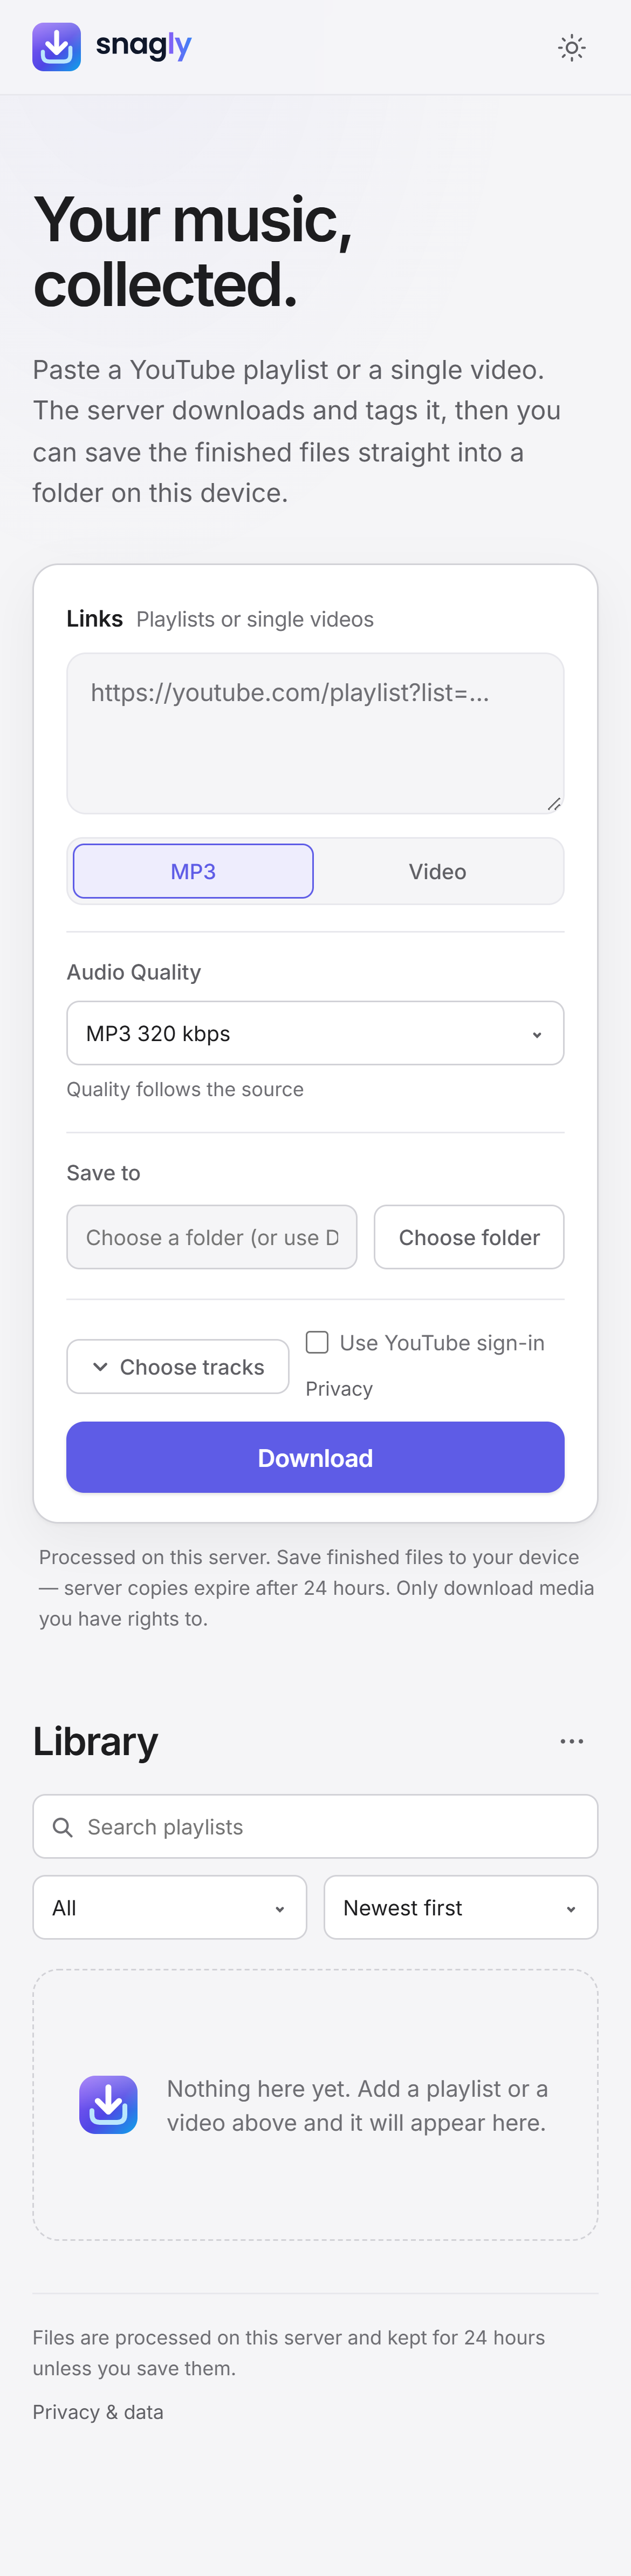 snagly
Your music,
collected.
Paste a YouTube playlist or a single video.
The server downloads and tags it, then you
can save the finished files straight into a
folder on this device.
Links Playlists or single videos
https://youtube.com/playlist?list=...
MP3 Video
Audio Quality
MP3 320 kbps
Quality follows the source
Save to
Choose a folder (or use D Choose folder
Choose tracks Use YouTube sign-in
Privacy
Download
Processed on this server. Save finished files to your device
— server copies expire after 24 hours. Only download media
you have rights to.
Library
Search playlists
All Newest first
Nothing here yet. Add a playlist or a
video above and it will appear here.
Files are processed on this server and kept for 24 hours
unless you save them.
Privacy & data